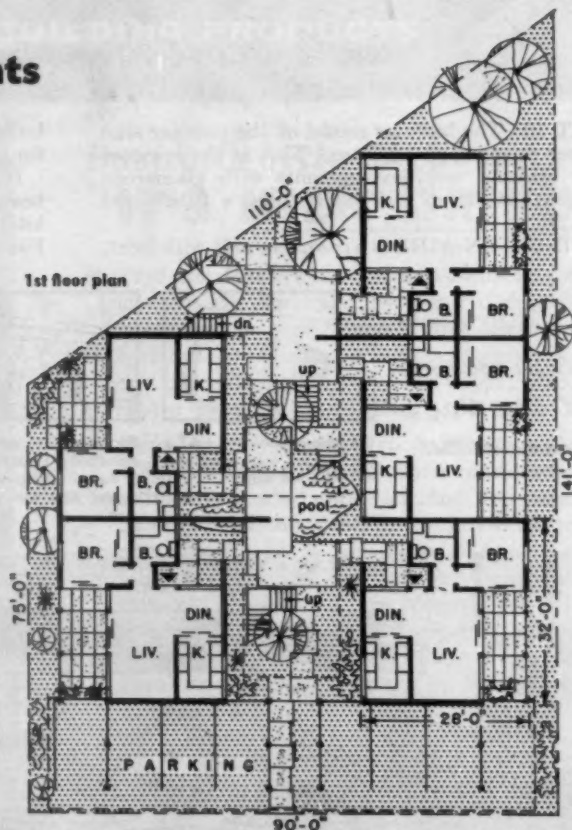 nts
110'-0"
1st floor plan
K. LIV.
DIN.
B. BR.
B. BR.
dn.
up
LIV. K.
DIN.
BR. B.
BR. B.
DIN.
LIV. K.
DIN.
K. LIV.
B. BR.
DIN.
K. LIV.
pool
up
75'-0"
141'-0"
32'-0"
28'-0"
PARKING
90'-0"